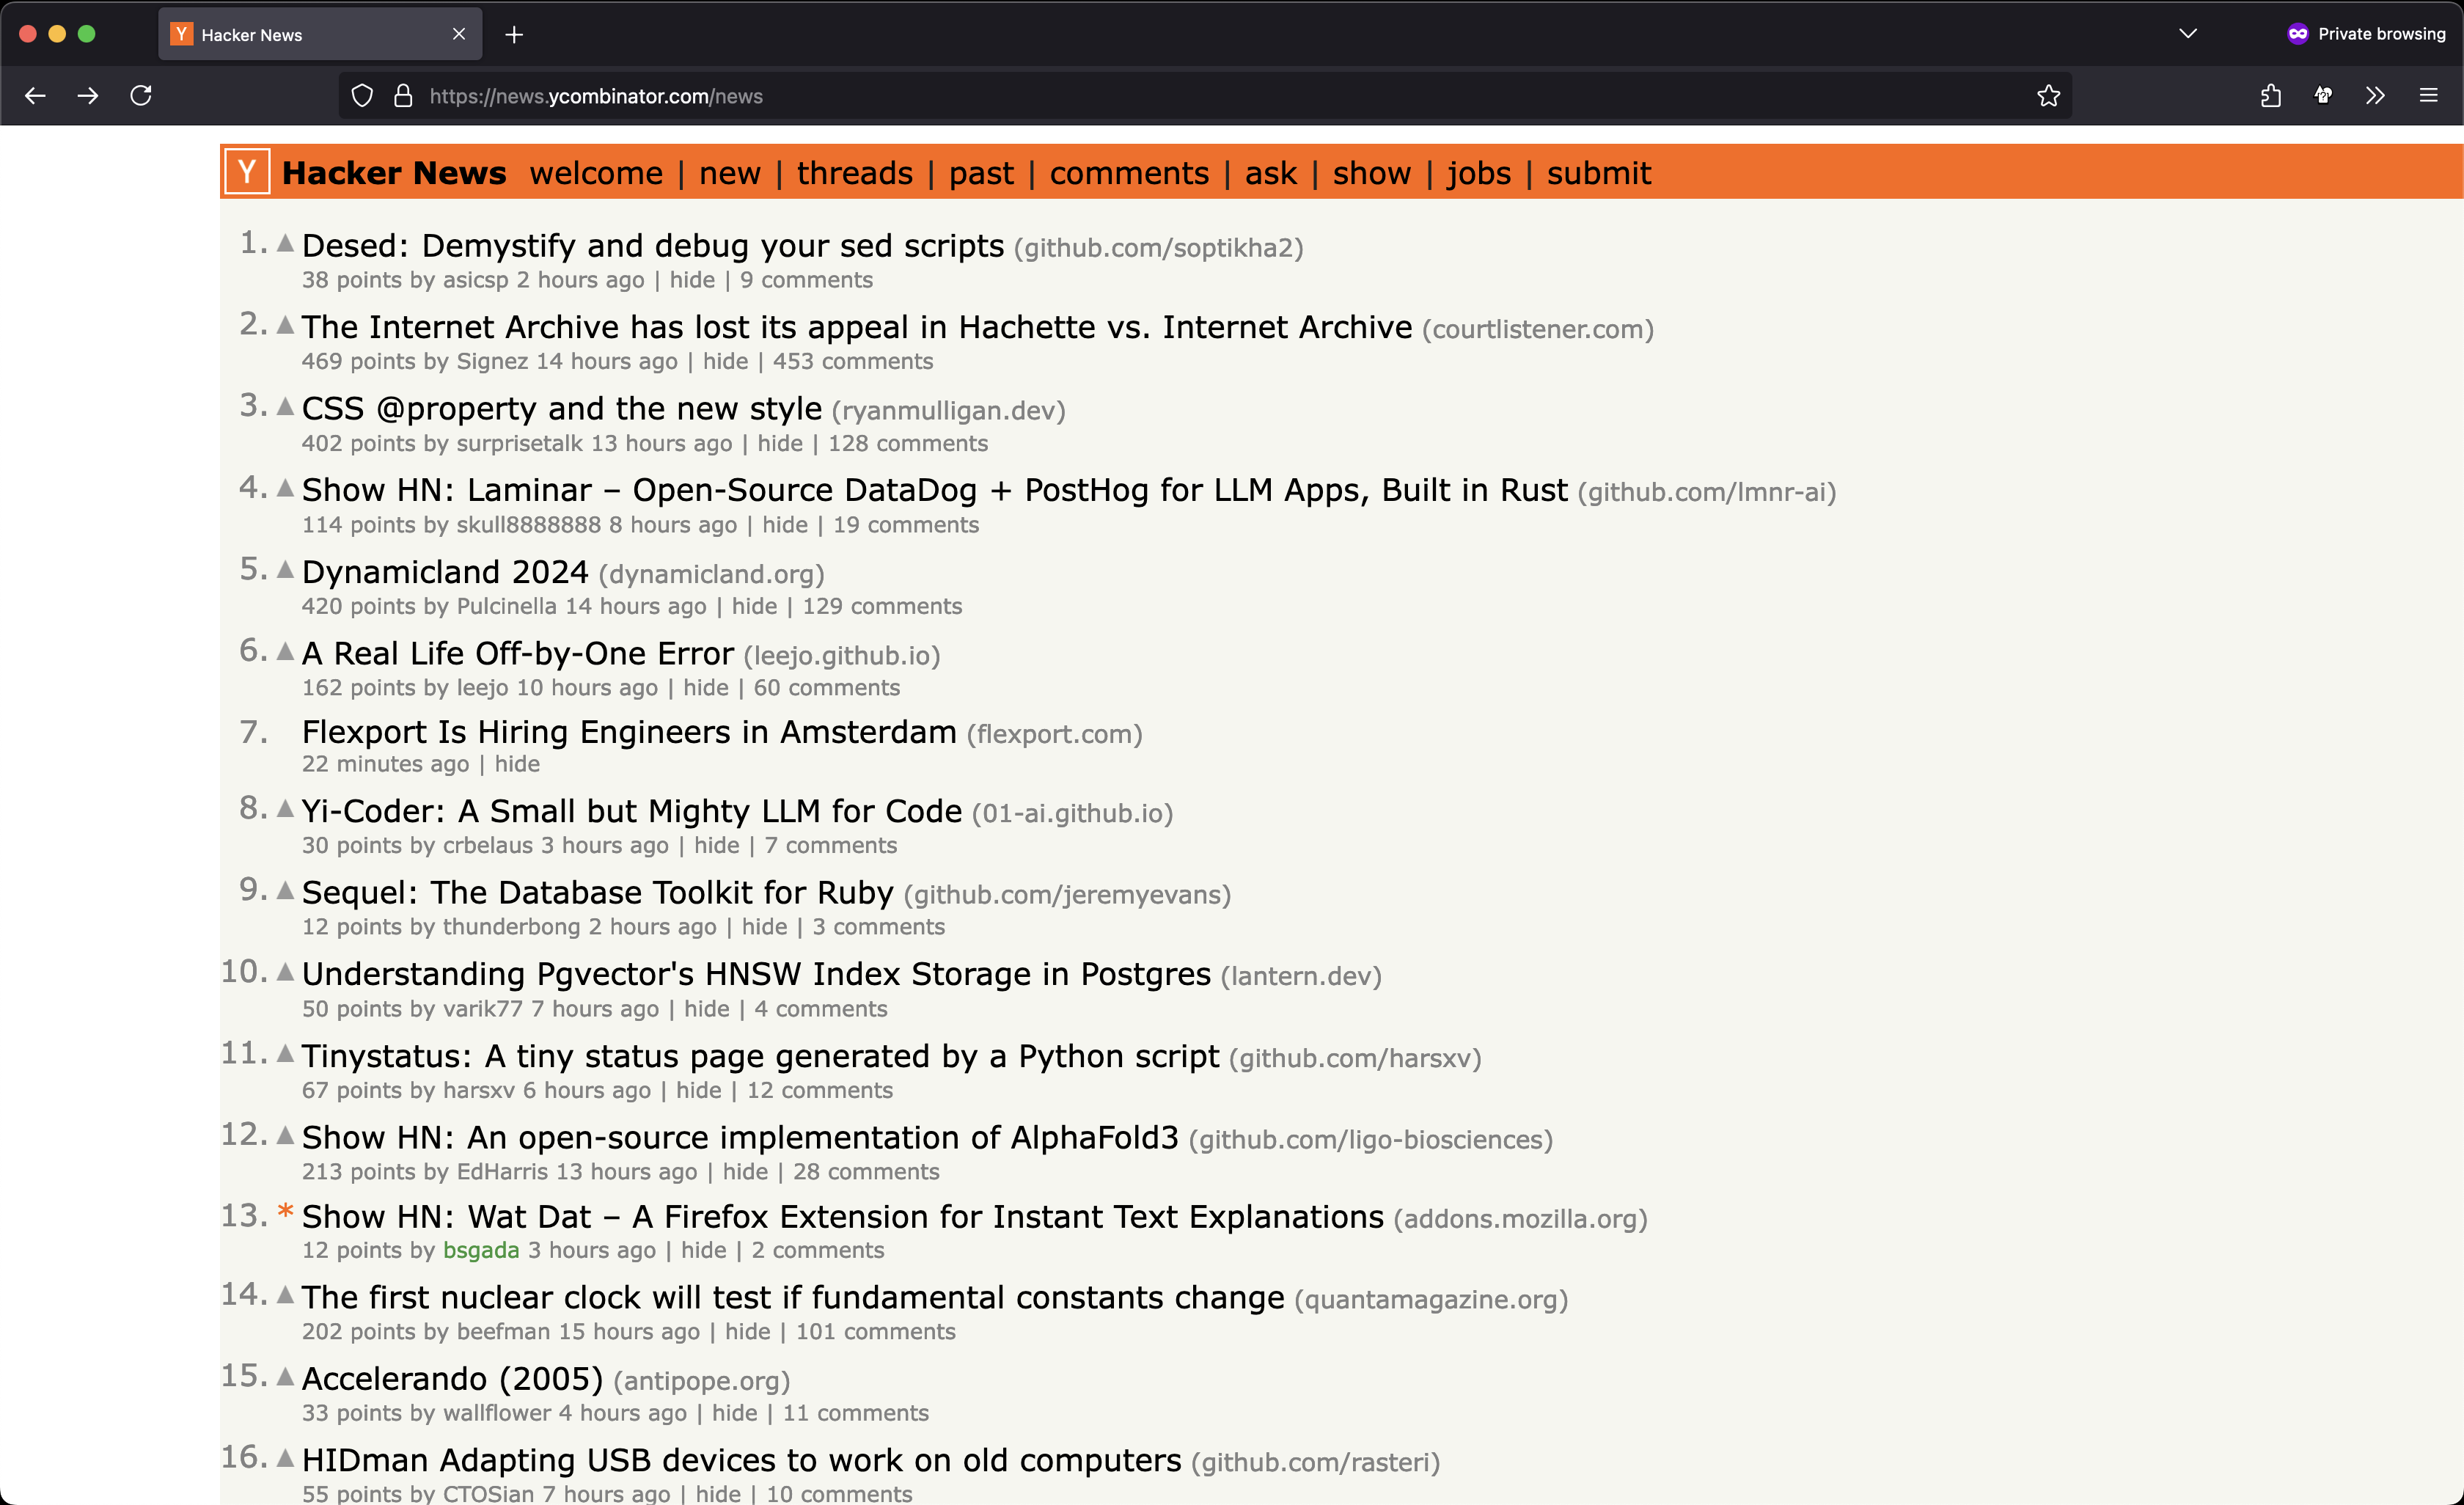 Y Hacker News
Private browsing
https://news.ycombinator.com/news
Y Hacker News welcome | new | threads | past | comments | ask | show | jobs | submit
1. ▲ Desed: Demystify and debug your sed scripts (github.com/soptikha2)
38 points by asicsp 2 hours ago | hide | 9 comments
2. ▲ The Internet Archive has lost its appeal in Hachette vs. Internet Archive (courtlistener.com)
469 points by Signez 14 hours ago | hide | 453 comments
3. ▲ CSS @property and the new style (ryanmulligan.dev)
402 points by surprisetalk 13 hours ago | hide | 128 comments
4. ▲ Show HN: Laminar – Open-Source DataDog + PostHog for LLM Apps, Built in Rust (github.com/lmnr-ai)
114 points by skull8888888 8 hours ago | hide | 19 comments
5. ▲ Dynamicland 2024 (dynamicland.org)
420 points by Pulcinella 14 hours ago | hide | 129 comments
6. ▲ A Real Life Off-by-One Error (leejo.github.io)
162 points by leejo 10 hours ago | hide | 60 comments
7. Flexport Is Hiring Engineers in Amsterdam (flexport.com)
22 minutes ago | hide
8. ▲ Yi-Coder: A Small but Mighty LLM for Code (01-ai.github.io)
30 points by crbelaus 3 hours ago | hide | 7 comments
9. ▲ Sequel: The Database Toolkit for Ruby (github.com/jeremyevans)
12 points by thunderbong 2 hours ago | hide | 3 comments
10. ▲ Understanding Pgvector's HNSW Index Storage in Postgres (lantern.dev)
50 points by varik77 7 hours ago | hide | 4 comments
11. ▲ Tinystatus: A tiny status page generated by a Python script (github.com/harsxv)
67 points by harsxv 6 hours ago | hide | 12 comments
12. ▲ Show HN: An open-source implementation of AlphaFold3 (github.com/ligo-biosciences)
213 points by EdHarris 13 hours ago | hide | 28 comments
13. * Show HN: Wat Dat – A Firefox Extension for Instant Text Explanations (addons.mozilla.org)
12 points by bsgada 3 hours ago | hide | 2 comments
14. ▲ The first nuclear clock will test if fundamental constants change (quantamagazine.org)
202 points by beefman 15 hours ago | hide | 101 comments
15. ▲ Accelerando (2005) (antipope.org)
33 points by wallflower 4 hours ago | hide | 11 comments
16. ▲ HIDman Adapting USB devices to work on old computers (github.com/rasteri)
55 points by CTOSian 7 hours ago | hide | 10 comments